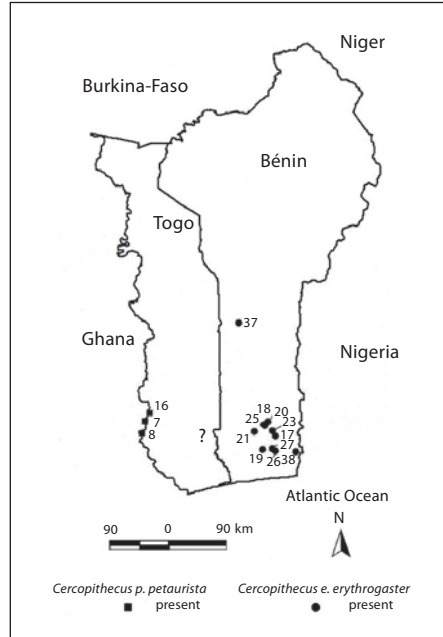 Niger
Burkina-Faso
Bénin
Togo
37
Ghana
Nigeria
18 20
16
25 23
7
21 17
8
?
27
19
26 38
Atlantic Ocean
N
90 0 90 km
Cercopithecus p. petaurista
present
Cercopithecus e. erythrogaster
present